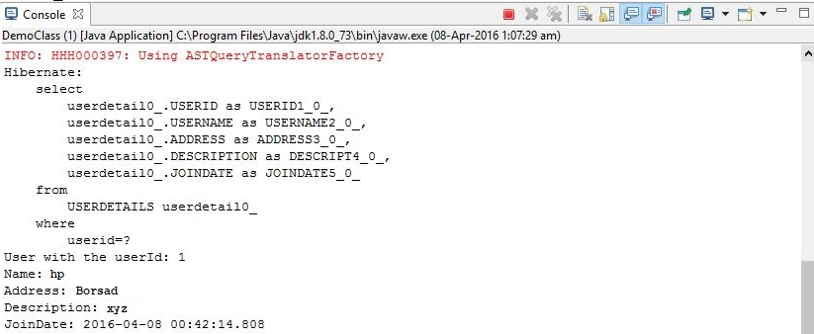 Console
DemoClass (1) [Java Application] C:\Program Files\Java\jdk1.8.0_73\bin\javaw.exe (08-Apr-2016 1:07:29 am)
INFO: HHH000397: Using ASTQueryTranslatorFactory
Hibernate:
    select
        userdetail0_.USERID as USERID1_0_,
        userdetail0_.USERNAME as USERNAME2_0_,
        userdetail0_.ADDRESS as ADDRESS3_0_,
        userdetail0_.DESCRIPTION as DESCRIPT4_0_,
        userdetail0_.JOINDATE as JOINDATE5_0_
    from
        USERDETAILS userdetail0_
    where
        userid=?
User with the userId: 1
Name: hp
Address: Borsad
Description: xyz
JoinDate: 2016-04-08 00:42:14.808